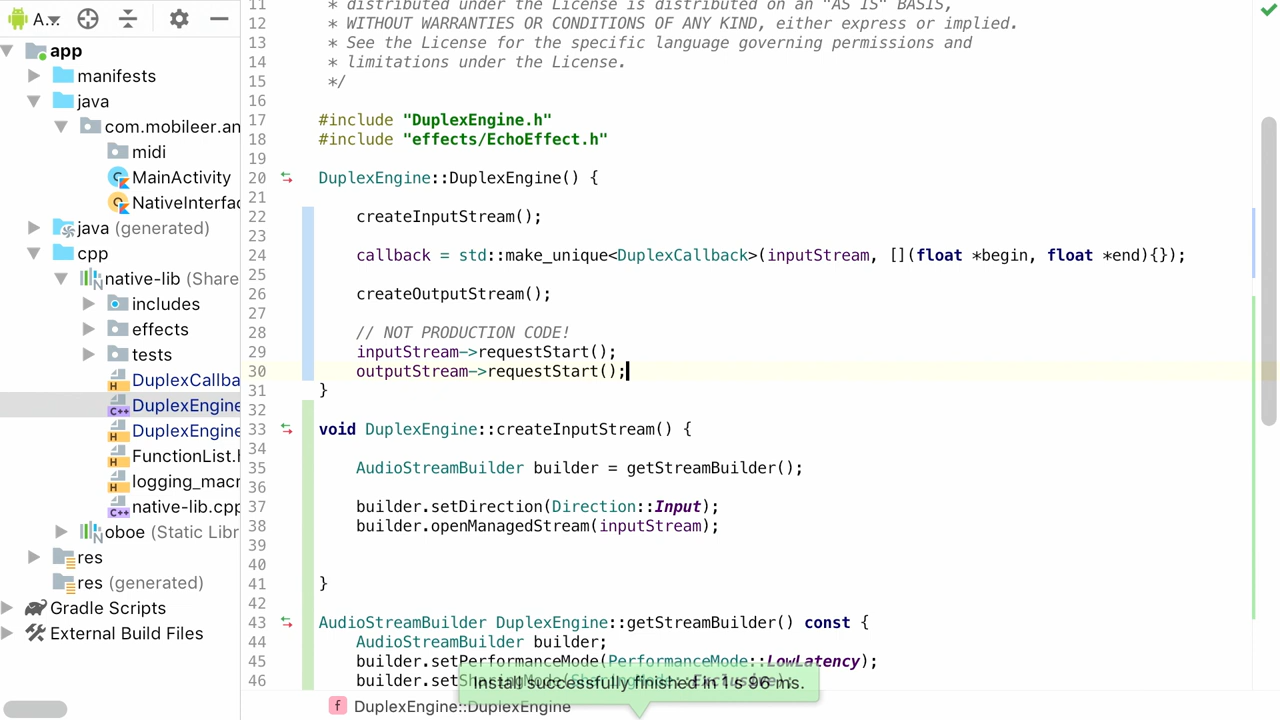 A..
app
manifests
java
com.mobileer.an
midi
MainActivity
NativeInterfac
java (generated)
cpp
native-lib (Share
includes
effects
tests
DuplexCallba
DuplexEngine
DuplexEngine
FunctionList.h
logging_macr
native-lib.cpp
oboe (Static Libr
res
res (generated)
Gradle Scripts
External Build Files
11 * distributed under the License is distributed on an "AS IS" BASIS,
12 * WITHOUT WARRANTIES OR CONDITIONS OF ANY KIND, either express or implied.
13 * See the License for the specific language governing permissions and
14 * limitations under the License.
15 */
16
17 #include "DuplexEngine.h"
18 #include "effects/EchoEffect.h"
19
20 DuplexEngine::DuplexEngine() {
21
22 createInputStream();
23
24 callback = std::make_unique<DuplexCallback>(inputStream, [](float *begin, float *end){});
25
26 createOutputStream();
27
28 // NOT PRODUCTION CODE!
29 inputStream->requestStart();
30 outputStream->requestStart();
31 }
32
33 void DuplexEngine::createInputStream() {
34
35 AudioStreamBuilder builder = getStreamBuilder();
36
37 builder.setDirection(Direction::Input);
38 builder.openManagedStream(inputStream);
39
40
41 }
42
43 AudioStreamBuilder DuplexEngine::getStreamBuilder() const {
44 AudioStreamBuilder builder;
45 builder.setPerformanceMode(PerformanceMode::LowLatency);
46 builder.setSharingMode(SharingMode::Exclusive);
Install successfully finished in 1 s 96 ms.
f DuplexEngine::DuplexEngine